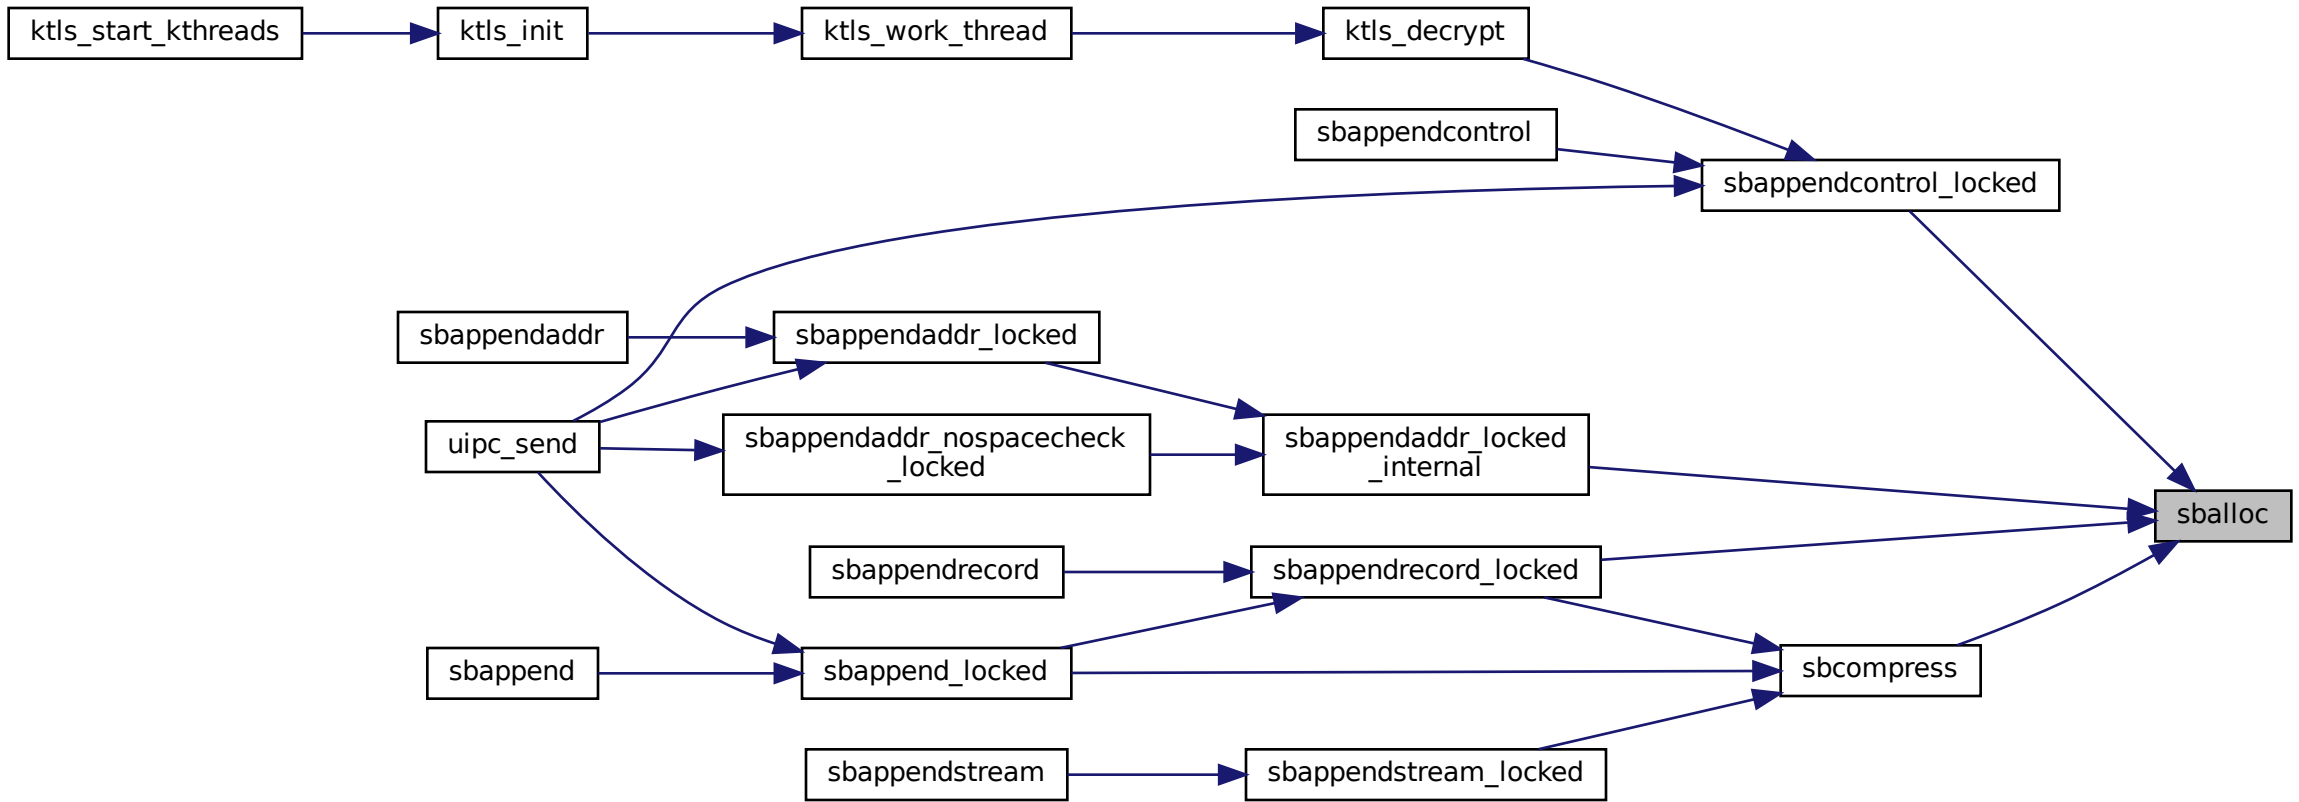 ktls_start_kthreads
ktls_init
ktls_work_thread
ktls_decrypt
sbappendcontrol
sbappendcontrol_locked
sbappendaddr
sbappendaddr_locked
uipc_send
sbappendaddr_nospacecheck
_locked
sbappendaddr_locked
_internal
sballoc
sbappendrecord
sbappendrecord_locked
sbappend
sbappend_locked
sbcompress
sbappendstream
sbappendstream_locked